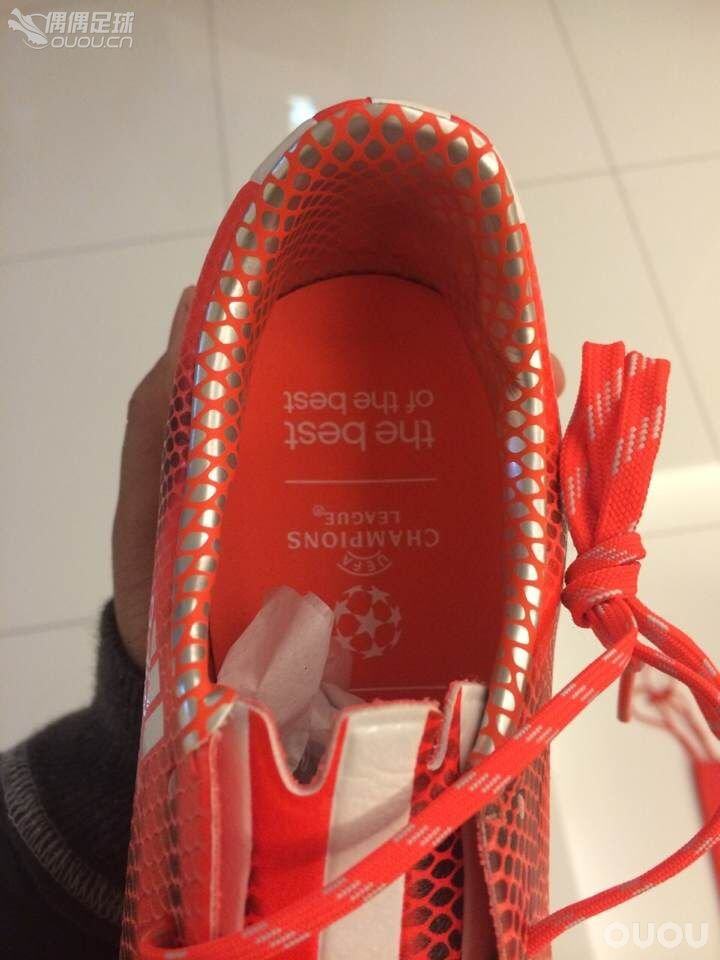 偶偶足球
OUOU.CN
the best
of the best
UEFA
CHAMPIONS
LEAGUE®
OUOU